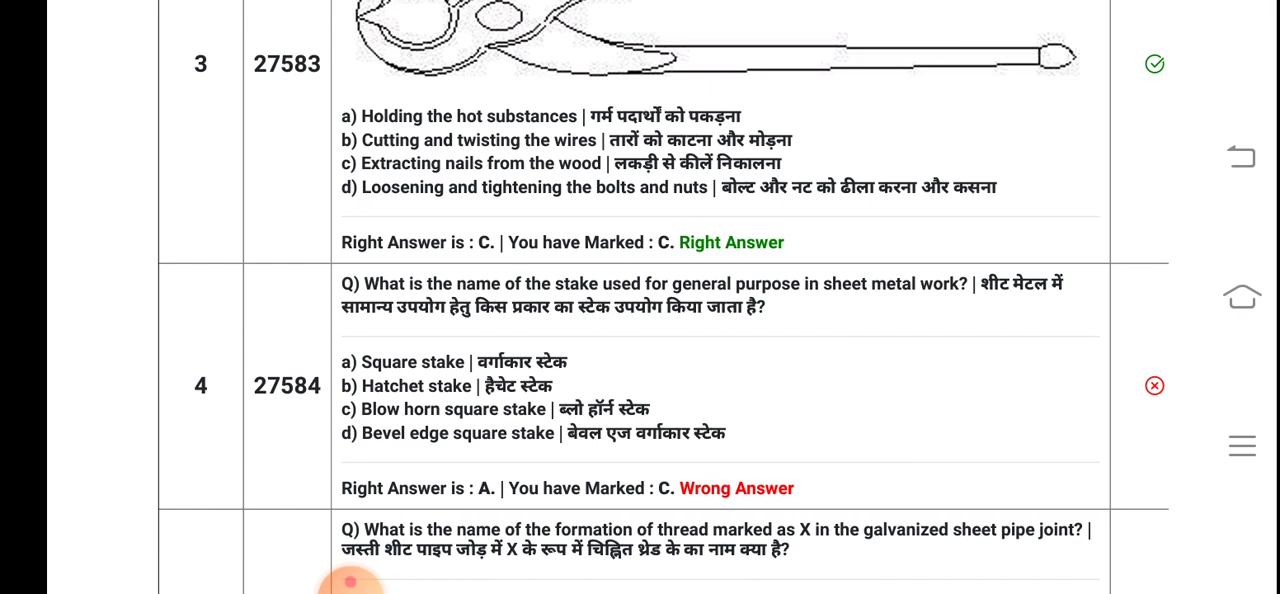 3
27583
a) Holding the hot substances | गर्म पदार्थों को पकड़ना
b) Cutting and twisting the wires | तारों को काटना और मोड़ना
c) Extracting nails from the wood | लकड़ी से कीलें निकालना
d) Loosening and tightening the bolts and nuts | बोल्ट और नट को ढीला करना और कसना
Right Answer is : C. | You have Marked : C. Right Answer
Q) What is the name of the stake used for general purpose in sheet metal work? | शीट मेटल में
सामान्य उपयोग हेतु किस प्रकार का स्टेक उपयोग किया जाता है?
4
27584
a) Square stake | वर्गाकार स्टेक
b) Hatchet stake | हैचेट स्टेक
c) Blow horn square stake | ब्लो हॉर्न स्टेक
d) Bevel edge square stake | बेवल एज वर्गाकार स्टेक
Right Answer is : A. | You have Marked : C. Wrong Answer
Q) What is the name of the formation of thread marked as X in the galvanized sheet pipe joint? |
जस्ती शीट पाइप जोड़ में X के रूप में चिह्नित थ्रेड के का नाम क्या है?